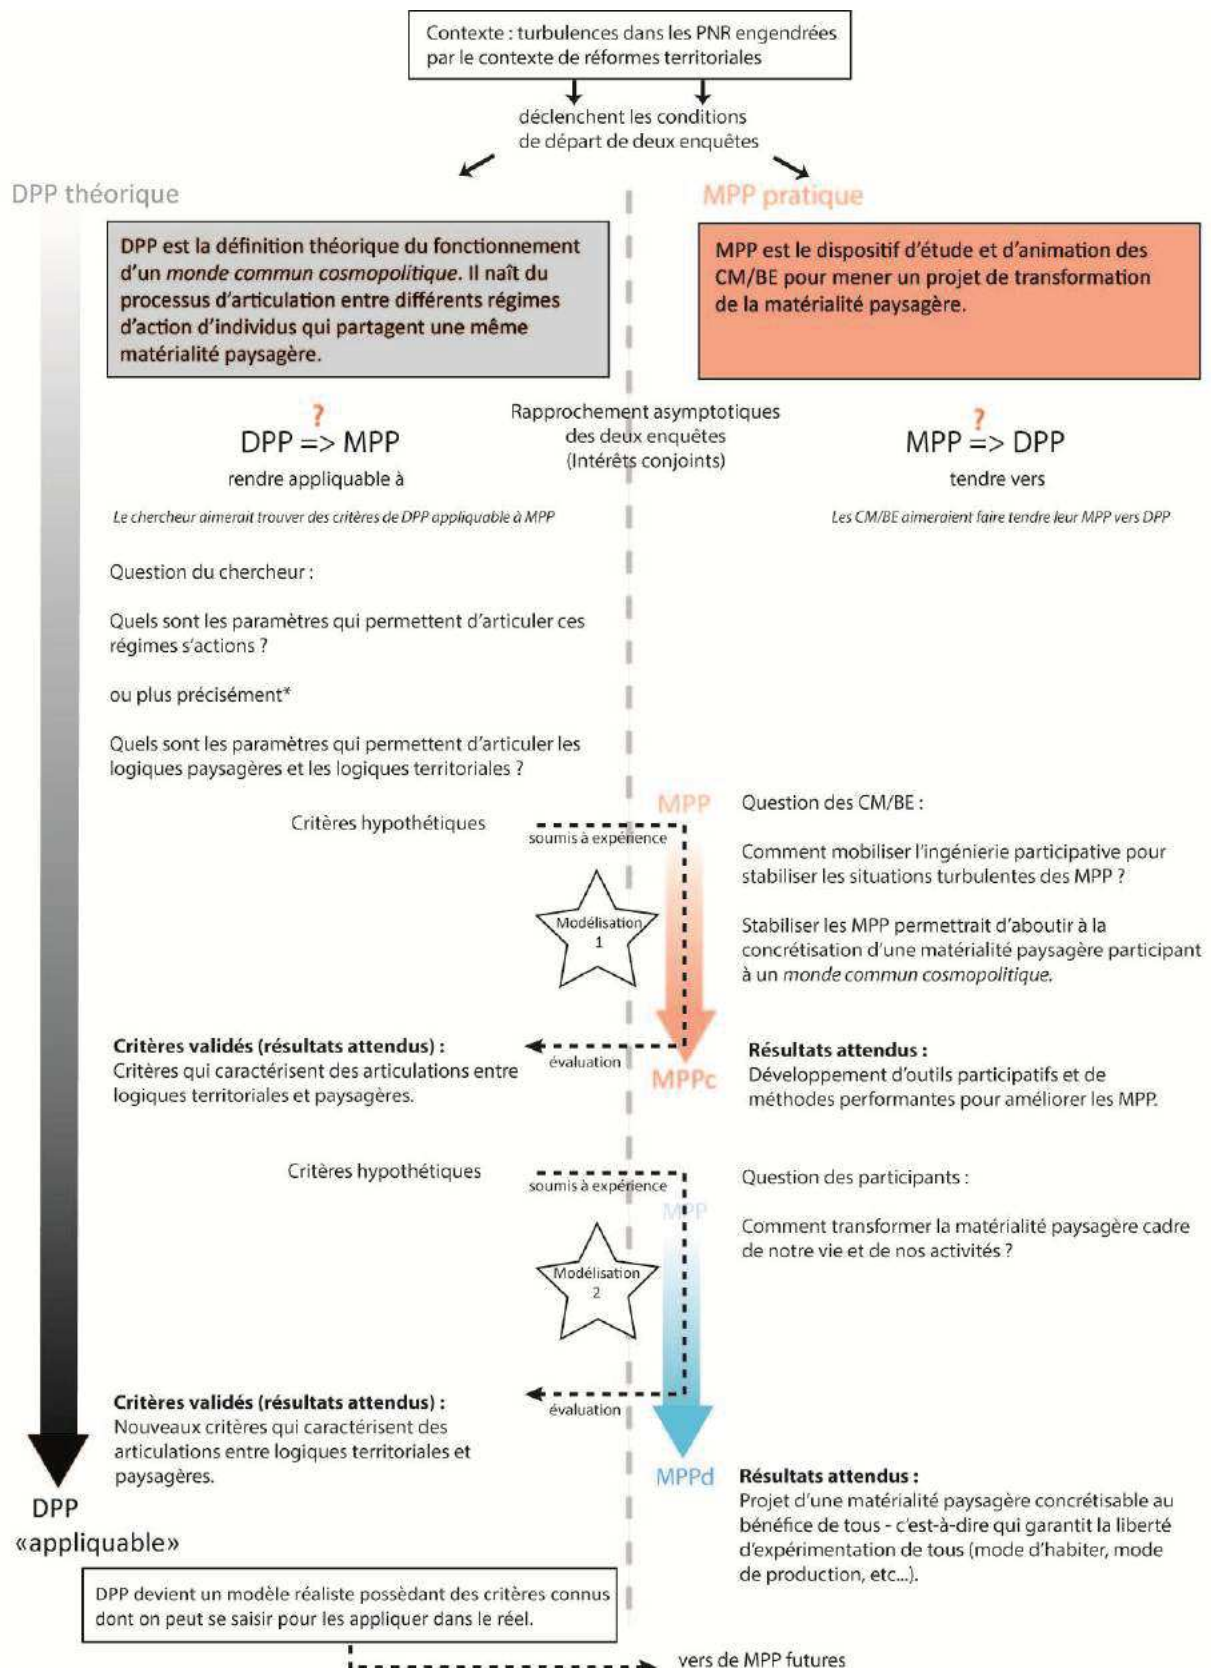 Contexte : turbulences dans les PNR engendrées
par le contexte de réformes territoriales
déclenchent les conditions
de départ de deux enquêtes
DPP théorique
MPP pratique
DPP est la définition théorique du fonctionnement
d'un monde commun cosmopolitique. Il naît du
processus d'articulation entre différents régimes
d'action d'individus qui partagent une même
matérialité paysagère.
MPP est le dispositif d'étude et d'animation des
CM/BE pour mener un projet de transformation
de la matérialité paysagère.
?
DPP => MPP
rendre appliquable à
Le chercheur aimerait trouver des critères de DPP appliquable à MPP
Rapprochement asymptotiques
des deux enquêtes
(Intérêts conjoints)
?
MPP => DPP
tendre vers
Les CM/BE aimeraient faire tendre leur MPP vers DPP
Question du chercheur :
Quels sont les paramètres qui permettent d'articuler ces
régimes s'actions ?
ou plus précisément*
Quels sont les paramètres qui permettent d'articuler les
logiques paysagères et les logiques territoriales ?
Critères hypothétiques
soumis à expérience
MPP
Question des CM/BE :
Comment mobiliser l'ingénierie participative pour
stabiliser les situations turbulentes des MPP ?
Stabiliser les MPP permettrait d'aboutir à la
concrétisation d'une matérialité paysagère participant
à un monde commun cosmopolitique.
Modélisation
1
Critères validés (résultats attendus) :
Critères qui caractérisent des articulations entre
logiques territoriales et paysagères.
évaluation
MPPc
Résultats attendus :
Développement d'outils participatifs et de
méthodes performantes pour améliorer les MPP.
Critères hypothétiques
soumis à expérience
MPP
Question des participants :
Comment transformer la matérialité paysagère cadre
de notre vie et de nos activités ?
Modélisation
2
Critères validés (résultats attendus) :
Nouveaux critères qui caractérisent des
articulations entre logiques territoriales et
paysagères.
évaluation
MPPd
Résultats attendus :
Projet d'une matérialité paysagère concrétisable au
bénéfice de tous - c'est-à-dire qui garantit la liberté
d'expérimentation de tous (mode d'habiter, mode
de production, etc...).
DPP
«appliquable»
DPP devient un modèle réaliste possèdant des critères connus
dont on peut se saisir pour les appliquer dans le réel.
vers de MPP futures